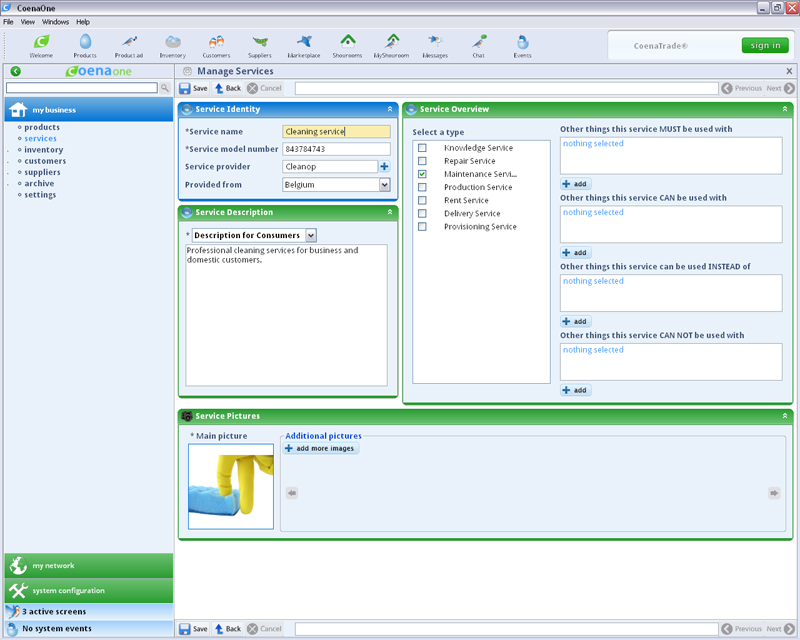 CoenaOne
File View Windows Help
Welcome Products Product ad Inventory Customers Suppliers Marketplace Showrooms MyShowroom Messages Chat Events
CoenaTrade®
sign in
Coenaone
Manage Services
X
Save Back Cancel
Previous Next
my business
products
services
inventory
customers
suppliers
archive
settings
Service Identity
*Service name
Cleaning service
*Service model number
843784743
Service provider
Cleanop
Provided from
Belgium
Service Description
* Description for Consumers
Professional cleaning services for business and
domestic customers.
Service Overview
Select a type
Knowledge Service
Repair Service
Maintenance Servi...
Production Service
Rent Service
Delivery Service
Provisioning Service
Other things this service MUST be used with
nothing selected
add
Other things this service CAN be used with
nothing selected
add
Other things this service can be used INSTEAD of
nothing selected
add
Other things this service CAN NOT be used with
nothing selected
add
Service Pictures
* Main picture
Additional pictures
add more images
my network
system configuration
3 active screens
No system events
Save Back Cancel
Previous Next